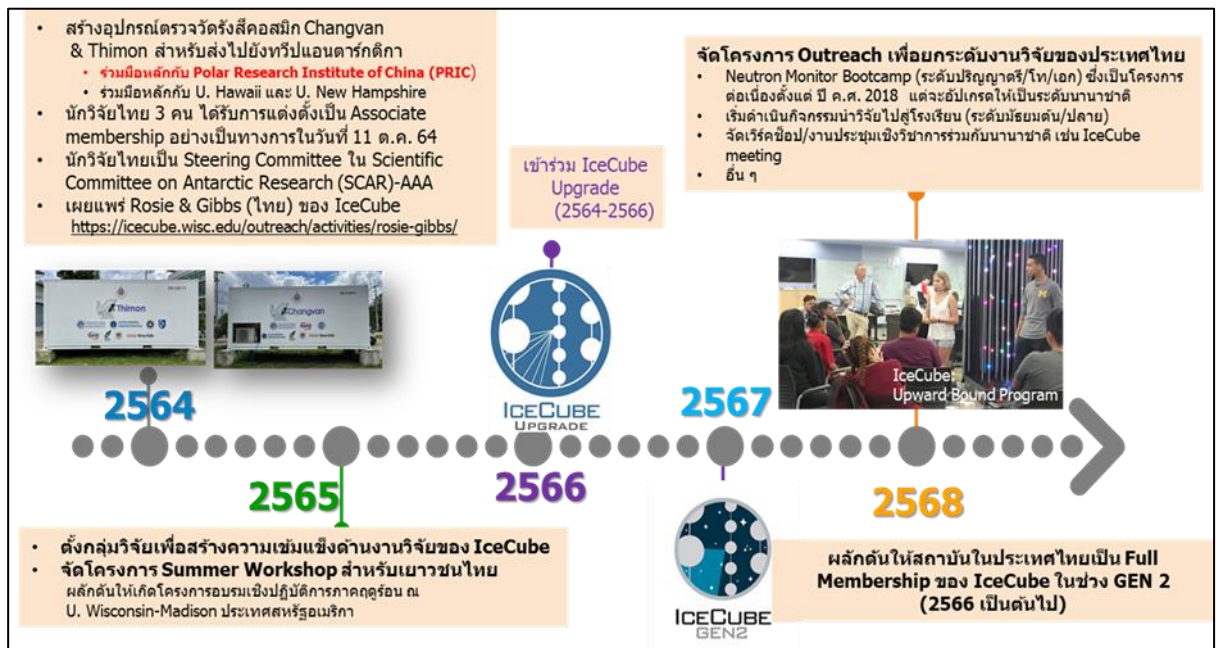 • สร้างอุปกรณ์ตรวจวัดรังสีคอสมิก Changvan
& Thimon สำหรับส่งไปยังทวีปแอนตาร์กติกา
• ร่วมมือหลักกับ Polar Research Institute of China (PRIC)
• ร่วมมือหลักกับ U. Hawaii และ U. New Hampshire
• นักวิจัยไทย 3 คน ได้รับการแต่งตั้งเป็น Associate
membership อย่างเป็นทางการในวันที่ 11 ต.ค. 64
• นักวิจัยไทยเป็น Steering Committee ใน Scientific
Committee on Antarctic Research (SCAR)-AAA
• เผยแพร่ Rosie & Gibbs (ไทย) ของ IceCube
https://icecube.wisc.edu/outreach/activities/rosie-gibbs/
Thimon
Changvan
2564
2565
• ตั้งกลุ่มวิจัยเพื่อสร้างความเข้มแข็งด้านงานวิจัยของ IceCube
• จัดโครงการ Summer Workshop สำหรับเยาวชนไทย
ผลักดันให้เกิดโครงการอบรมเชิงปฏิบัติการภาคฤดูร้อน ณ
U. Wisconsin-Madison ประเทศสหรัฐอเมริกา
เข้าร่วม IceCube
Upgrade
(2564-2566)
ICECUBE
UPGRADE
2566
2567
ICECUBE
GEN2
จัดโครงการ Outreach เพื่อยกระดับงานวิจัยของประเทศไทย
• Neutron Monitor Bootcamp (ระดับปริญญาตรี/โท/เอก) ซึ่งเป็นโครงการ
ต่อเนื่องตั้งแต่ ปี ค.ศ. 2018 แต่จะอัปเกรดให้เป็นระดับนานาชาติ
• เริ่มดำเนินกิจกรรมนำวิจัยไปสู่โรงเรียน (ระดับมัธยมต้น/ปลาย)
• จัดเวิร์คช็อป/งานประชุมเชิงวิชาการร่วมกับนานาชาติ เช่น IceCube
meeting
• อื่น ๆ
M
IceCube:
Upward Bound Program
2568
ผลักดันให้สถาบันในประเทศไทยเป็น Full
Membership ของ IceCube ในช่วง GEN 2
(2566 เป็นต้นไป)